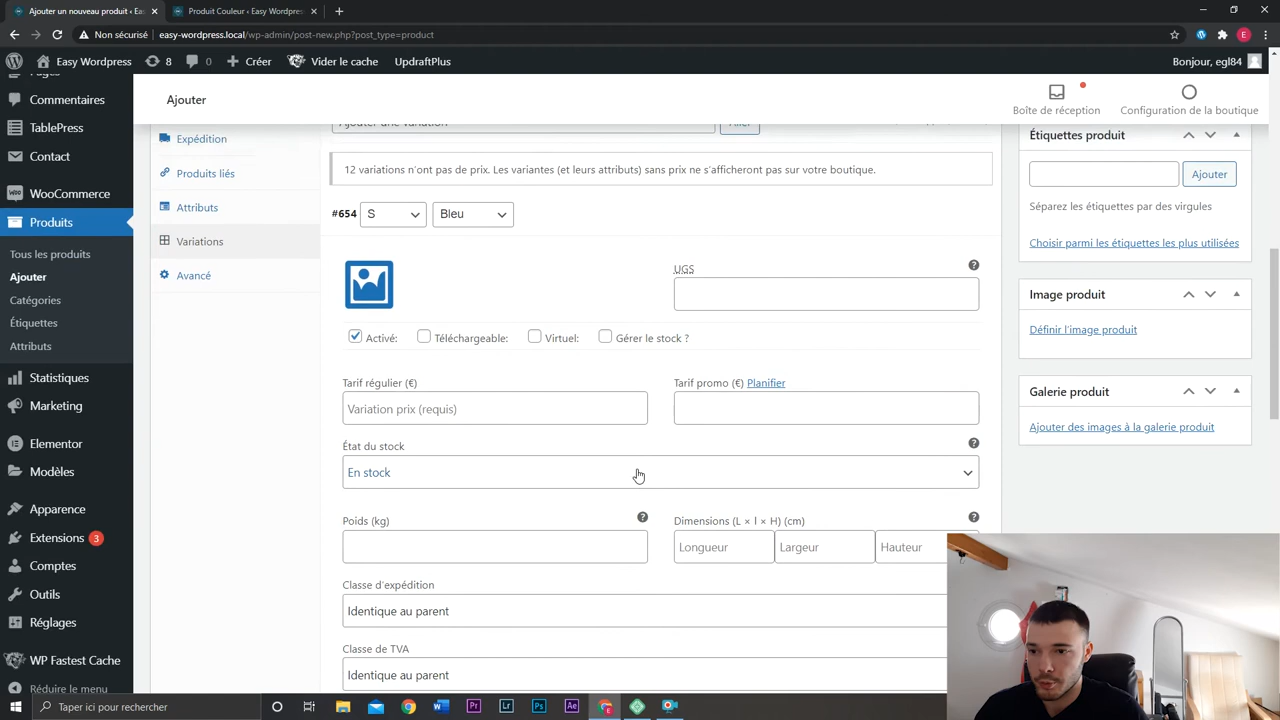 Ajouter un nouveau produit ‹ Eas
Produit Couleur ‹ Easy Wordpres
Non sécurisé
easy-wordpress.local/wp-admin/post-new.php?post_type=product
Easy Wordpress
8
0
Créer
Vider le cache
UpdraftPlus
Bonjour, egl84
Commentaires
TablePress
Contact
WooCommerce
Produits
Tous les produits
Ajouter
Catégories
Étiquettes
Attributs
Statistiques
Marketing
Elementor
Modèles
Apparence
Extensions 3
Comptes
Outils
Réglages
WP Fastest Cache
Réduire le menu
Ajouter
Boîte de réception
Configuration de la boutique
Expédition
Produits liés
Attributs
Variations
Avancé
Ajouter une variation
Aller
12 variations n'ont pas de prix. Les variantes (et leurs attributs) sans prix ne s'afficheront pas sur votre boutique.
#654 S Bleu
UGS
Activé:
Téléchargeable:
Virtuel:
Gérer le stock ?
Tarif régulier (€)
Tarif promo (€) Planifier
Variation prix (requis)
État du stock
En stock
Poids (kg)
Dimensions (L × l × H) (cm)
Longueur
Largeur
Hauteur
Classe d'expédition
Identique au parent
Classe de TVA
Identique au parent
Étiquettes produit
Ajouter
Séparez les étiquettes par des virgules
Choisir parmi les étiquettes les plus utilisées
Image produit
Définir l'image produit
Galerie produit
Ajouter des images à la galerie produit
Taper ici pour rechercher